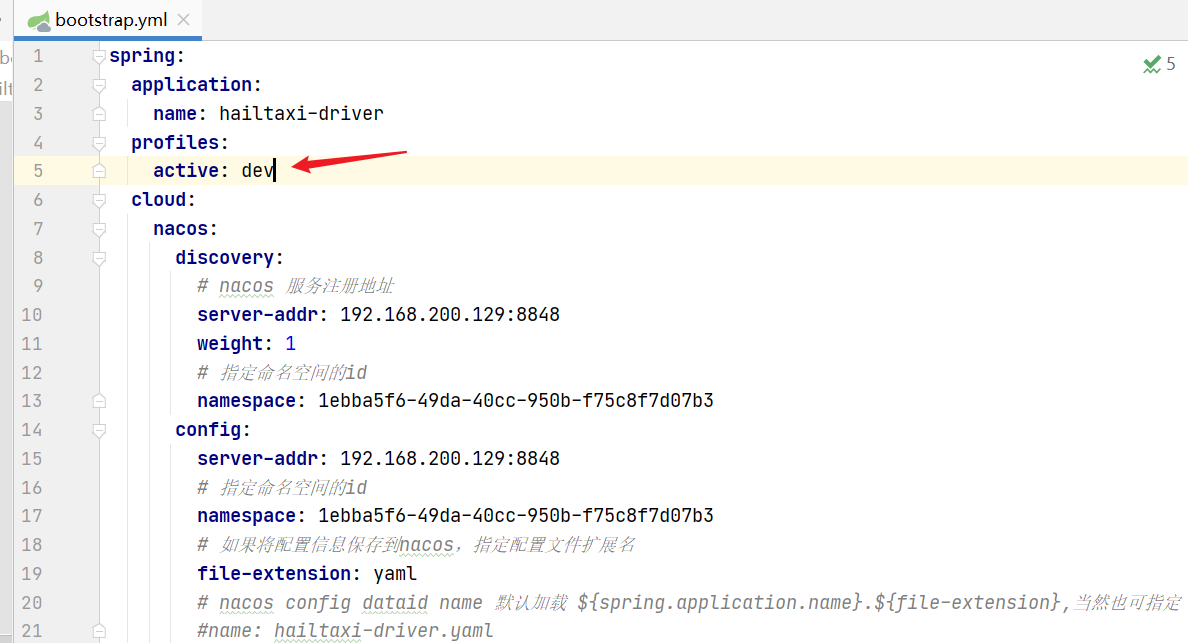 bootstrap.yml
5
1 spring:
2 application:
3 name: hailtaxi-driver
4 profiles:
5 active: dev
6 cloud:
7 nacos:
8 discovery:
9 # nacos 服务注册地址
10 server-addr: 192.168.200.129:8848
11 weight: 1
12 # 指定命名空间的id
13 namespace: 1ebba5f6-49da-40cc-950b-f75c8f7d07b3
14 config:
15 server-addr: 192.168.200.129:8848
16 # 指定命名空间的id
17 namespace: 1ebba5f6-49da-40cc-950b-f75c8f7d07b3
18 # 如果将配置信息保存到nacos，指定配置文件扩展名
19 file-extension: yaml
20 # nacos config dataid name 默认加载 ${spring.application.name}.${file-extension},当然也可指定
21 #name: hailtaxi-driver.yaml